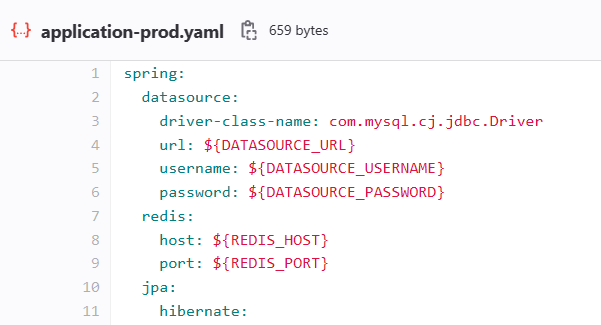 {...} application-prod.yaml 659 bytes
1 spring:
2 datasource:
3 driver-class-name: com.mysql.cj.jdbc.Driver
4 url: ${DATASOURCE_URL}
5 username: ${DATASOURCE_USERNAME}
6 password: ${DATASOURCE_PASSWORD}
7 redis:
8 host: ${REDIS_HOST}
9 port: ${REDIS_PORT}
10 jpa:
11 hibernate: